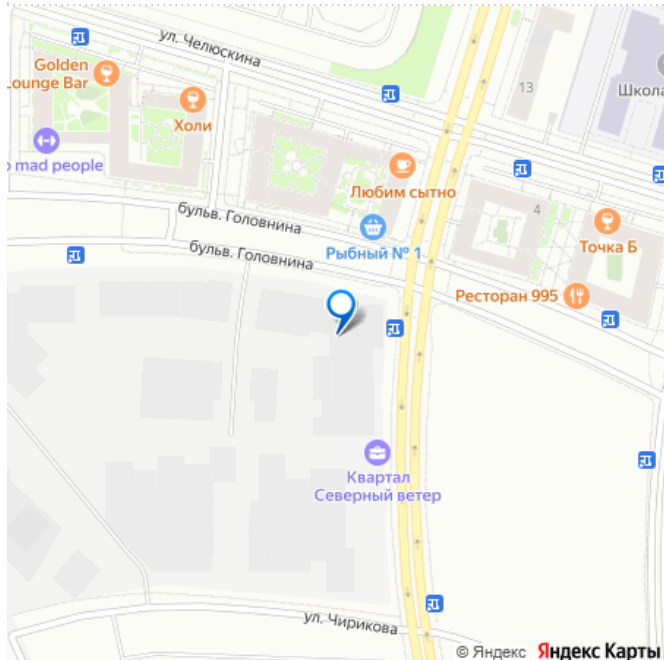 ул. Челюскина
Golden
Lounge Bar
Холи
13
Школа
mad people
Любим сытно
бульв. Головнина
4
Точка Б
бульв. Головнина
Рыбный № 1
Ресторан 995
Квартал
Северный ветер
ул. Чирикова
© Яндекс Яндекс Карты